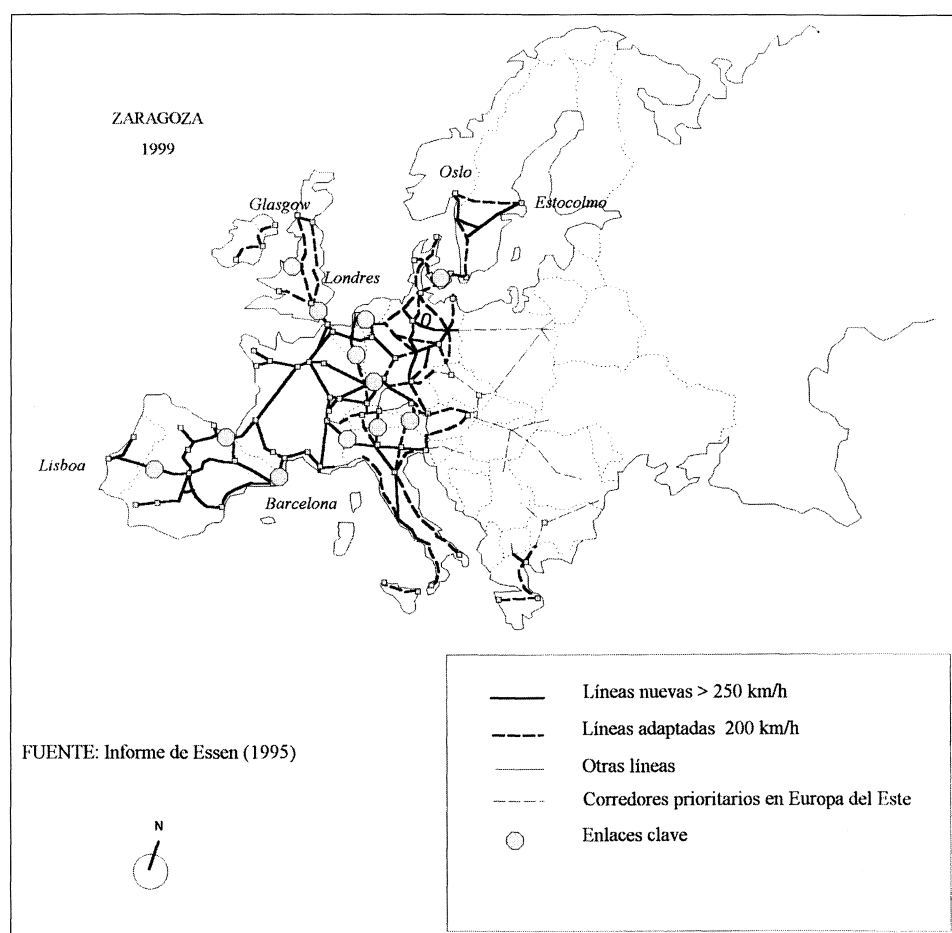 ZARAGOZA
1999
Oslo
Glasgow
Estocolmo
Londres
Lisboa
Barcelona
Líneas nuevas > 250 km/h
Líneas adaptadas 200 km/h
FUENTE: Informe de Essen (1995)
Otras líneas
Corredores prioritarios en Europa del Este
Enlaces clave
N